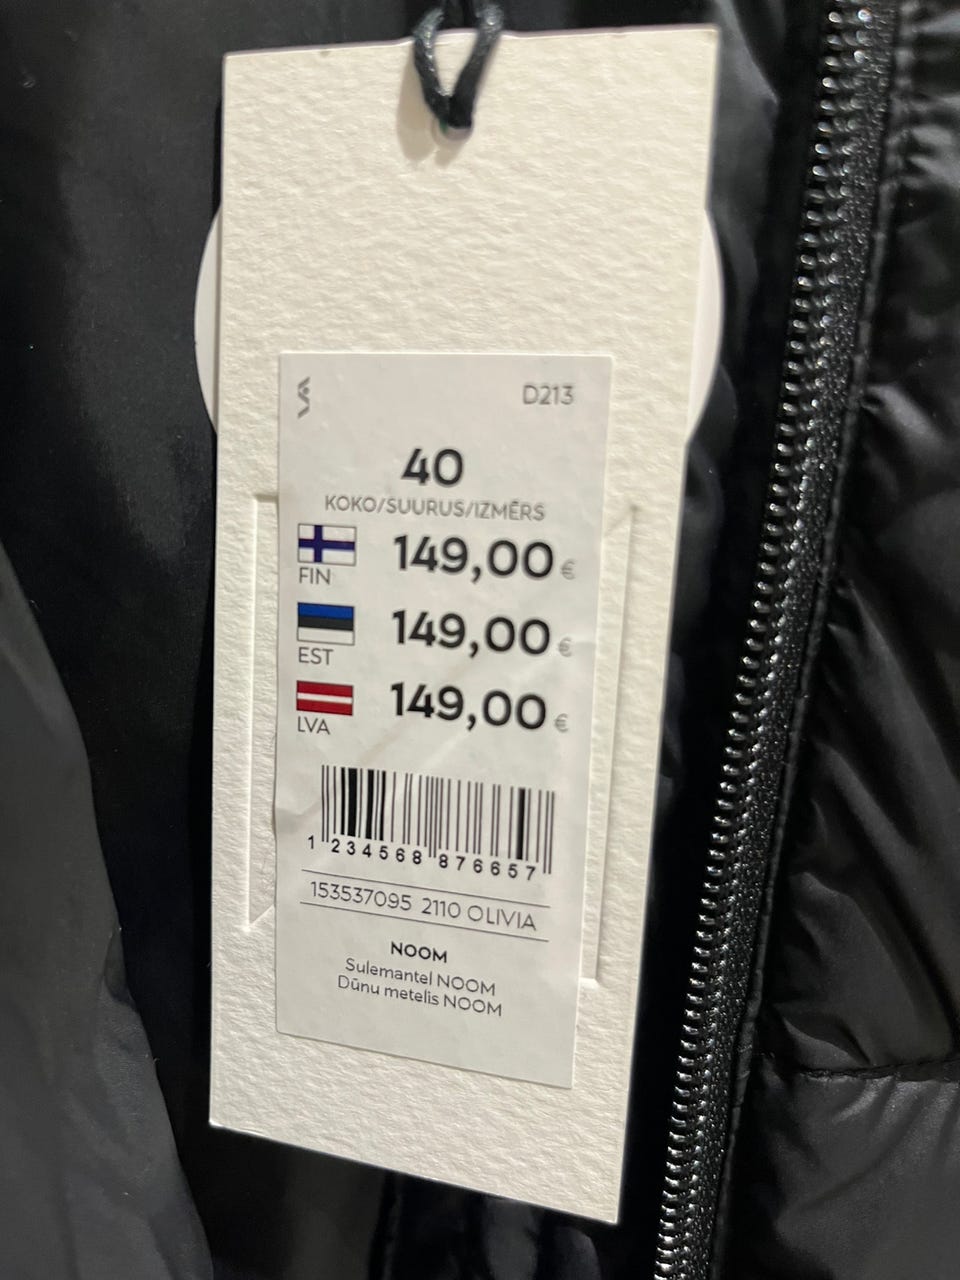 D213
40
KOKO/SUURUS/IZMĒRS
149,00 €
FIN
149,00 €
EST
149,00 €
LVA
1 234568 876657
153537095 2110 OLIVIA
NOOM
Sulemantel NOOM
Dūnu metelis NOOM